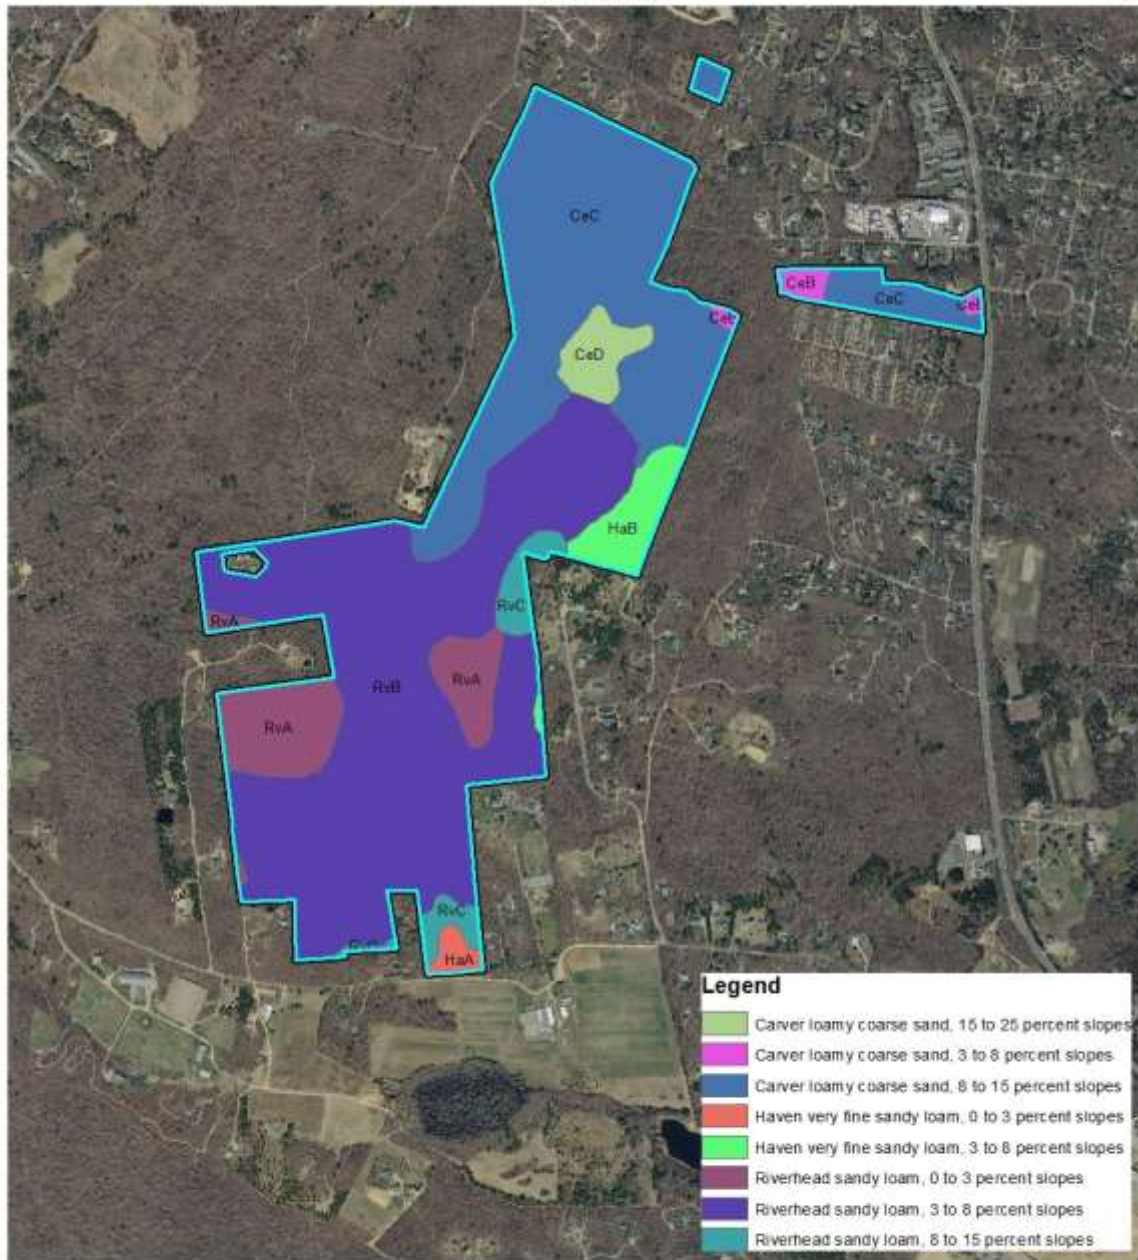 CeC
CeB
CeC
CeD
HaB
RvC
RvA
RvB
RvA
RvA
RvC
HaA
Legend
Carver loamy coarse sand, 15 to 25 percent slopes
Carver loamy coarse sand, 3 to 8 percent slopes
Carver loamy coarse sand, 8 to 15 percent slopes
Haven very fine sandy loam, 0 to 3 percent slopes
Haven very fine sandy loam, 3 to 8 percent slopes
Riverhead sandy loam, 0 to 3 percent slopes
Riverhead sandy loam, 3 to 8 percent slopes
Riverhead sandy loam, 8 to 15 percent slopes